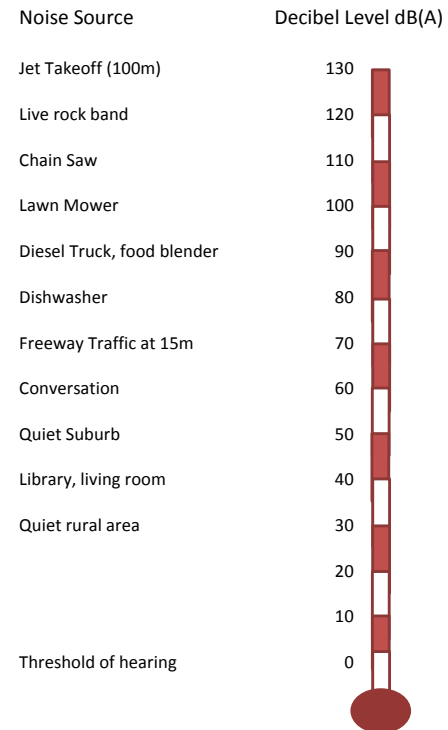 Noise Source Decibel Level dB(A)
Jet Takeoff (100m) 130
Live rock band 120
Chain Saw 110
Lawn Mower 100
Diesel Truck, food blender 90
Dishwasher 80
Freeway Traffic at 15m 70
Conversation 60
Quiet Suburb 50
Library, living room 40
Quiet rural area 30
20
10
Threshold of hearing 0